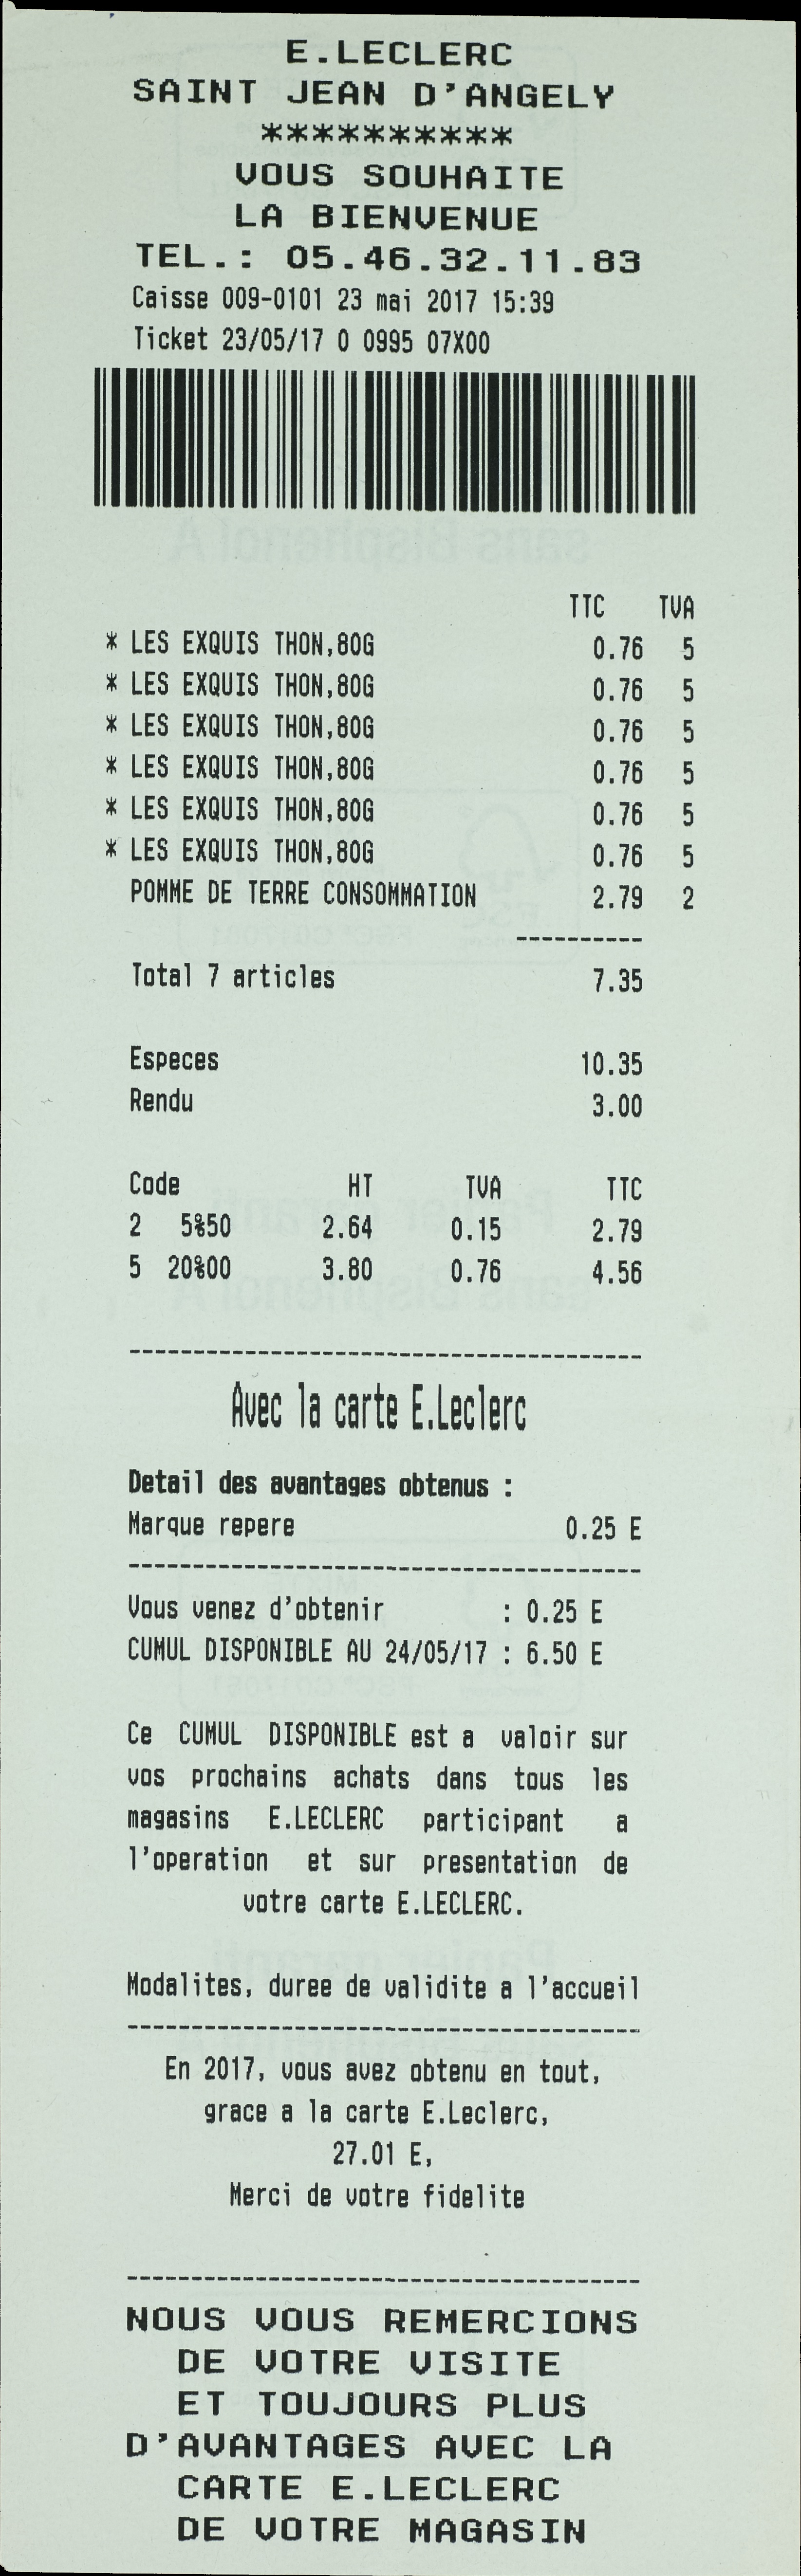 E.LECLERC
SAINT JEAN D'ANGELY
**********
VOUS SOUHAITE
LA BIENVENUE
TEL.: 05.46.32.11.83
Caisse 009-0101 23 mai 2017 15:39
Ticket 23/05/17 0 0995 07X00
TTC TVA
* LES EXQUIS THON,80G 0.76 5
* LES EXQUIS THON,80G 0.76 5
* LES EXQUIS THON,80G 0.76 5
* LES EXQUIS THON,80G 0.76 5
* LES EXQUIS THON,80G 0.76 5
* LES EXQUIS THON,80G 0.76 5
POMME DE TERRE CONSOMMATION 2.79 2
----------
Total 7 articles 7.35
Especes 10.35
Rendu 3.00
Code HT TVA TTC
2 5%50 2.64 0.15 2.79
5 20%00 3.80 0.76 4.56
----------------------------------------
Avec la carte E.Leclerc
Detail des avantages obtenus :
Marque repere 0.25 E
----------------------------------------
Vous venez d'obtenir : 0.25 E
CUMUL DISPONIBLE AU 24/05/17 : 6.50 E
Ce CUMUL DISPONIBLE est a valoir sur
vos prochains achats dans tous les
magasins E.LECLERC participant a
l'operation et sur presentation de
votre carte E.LECLERC.
Modalites, duree de validite a l'accueil
----------------------------------------
En 2017, vous avez obtenu en tout,
grace a la carte E.Leclerc,
27.01 E,
Merci de votre fidelite
----------------------------------------
NOUS VOUS REMERCIONS
DE VOTRE VISITE
ET TOUJOURS PLUS
D'AVANTAGES AVEC LA
CARTE E.LECLERC
DE VOTRE MAGASIN